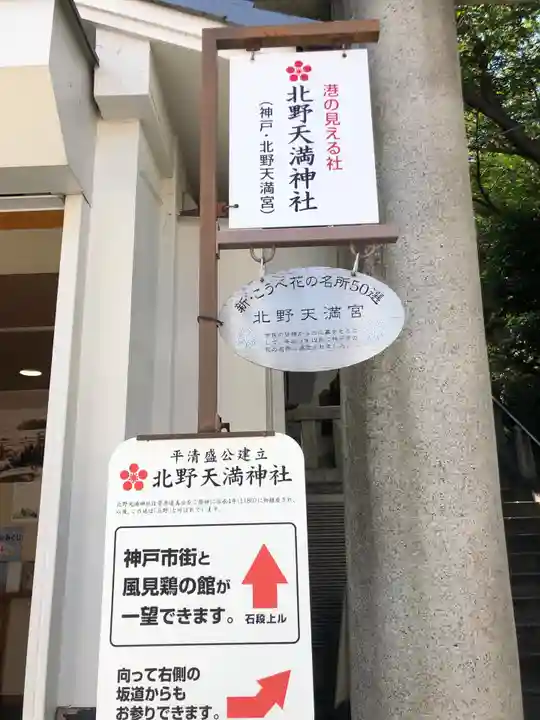 港の見える社
北野天満神社
(神戸・北野天満宮)
新・こうべ花の名所50選
北野天満宮
平清盛公建立
北野天満神社
神戸市街と
風見鶏の館が
一望できます。
石段上ル
向って右側の
坂道からも
お参りできます。